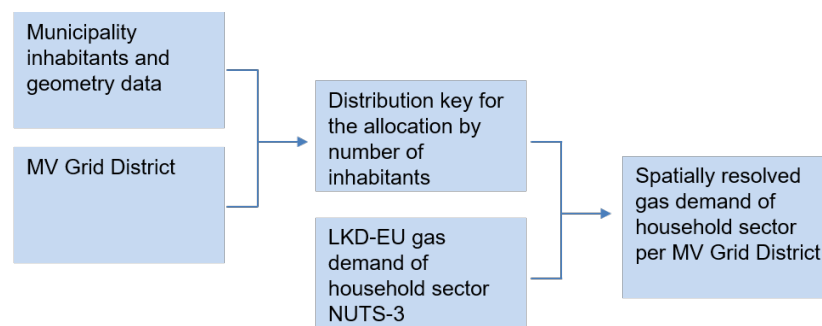 Municipality
inhabitants and
geometry data
MV Grid District
Distribution key for
the allocation by
number of
inhabitants
LKD-EU gas
demand of
household sector
NUTS-3
Spatially resolved
gas demand of
household sector
per MV Grid District